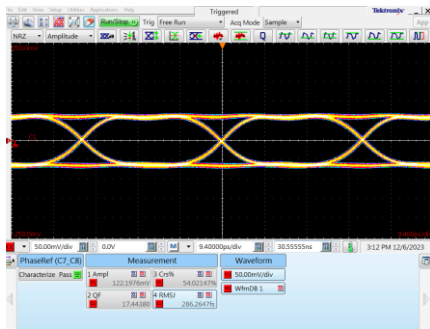 File Edit View Setup Utilities Applications Help Triggered Tektronix
Run/Stop Trig Free Run Acq Mode Sample App
NRZ Amplitude
C1
50.00mV/div 0.0V M 9.40000ps/div 30.55555ns 3:12 PM 12/6/2023
PhaseRef (C7_C8) Measurement Waveform
Characterize Pass 1 Ampl 3 Crs% 50.00mV/div
122.1976mV 54.02147% WfmDB 1
2 QF 4 RMSJ
17.44380 286.2647fs